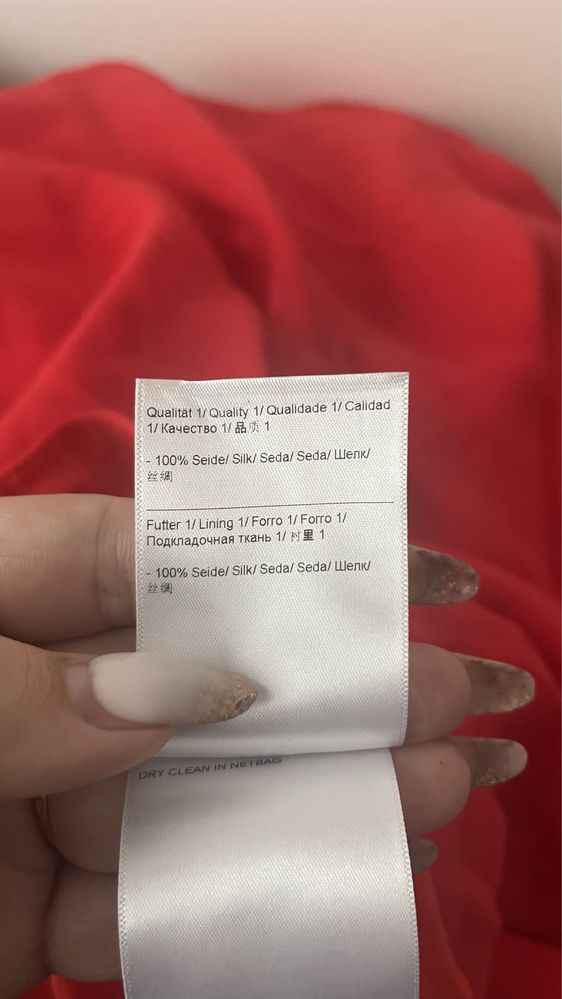 Qualität 1/ Quality 1/ Qualidade 1/ Calidad
1/ Качество 1/ 品质 1
- 100% Seide/ Silk/ Seda/ Seda/ Шелк/
丝绸
Futter 1/ Lining 1/ Forro 1/ Forro 1/
Подкладочная ткань 1/ 衬里 1
- 100% Seide/ Silk/ Seda/ Seda/ Шелк/
丝绸
DRY CLEAN IN NETBAG